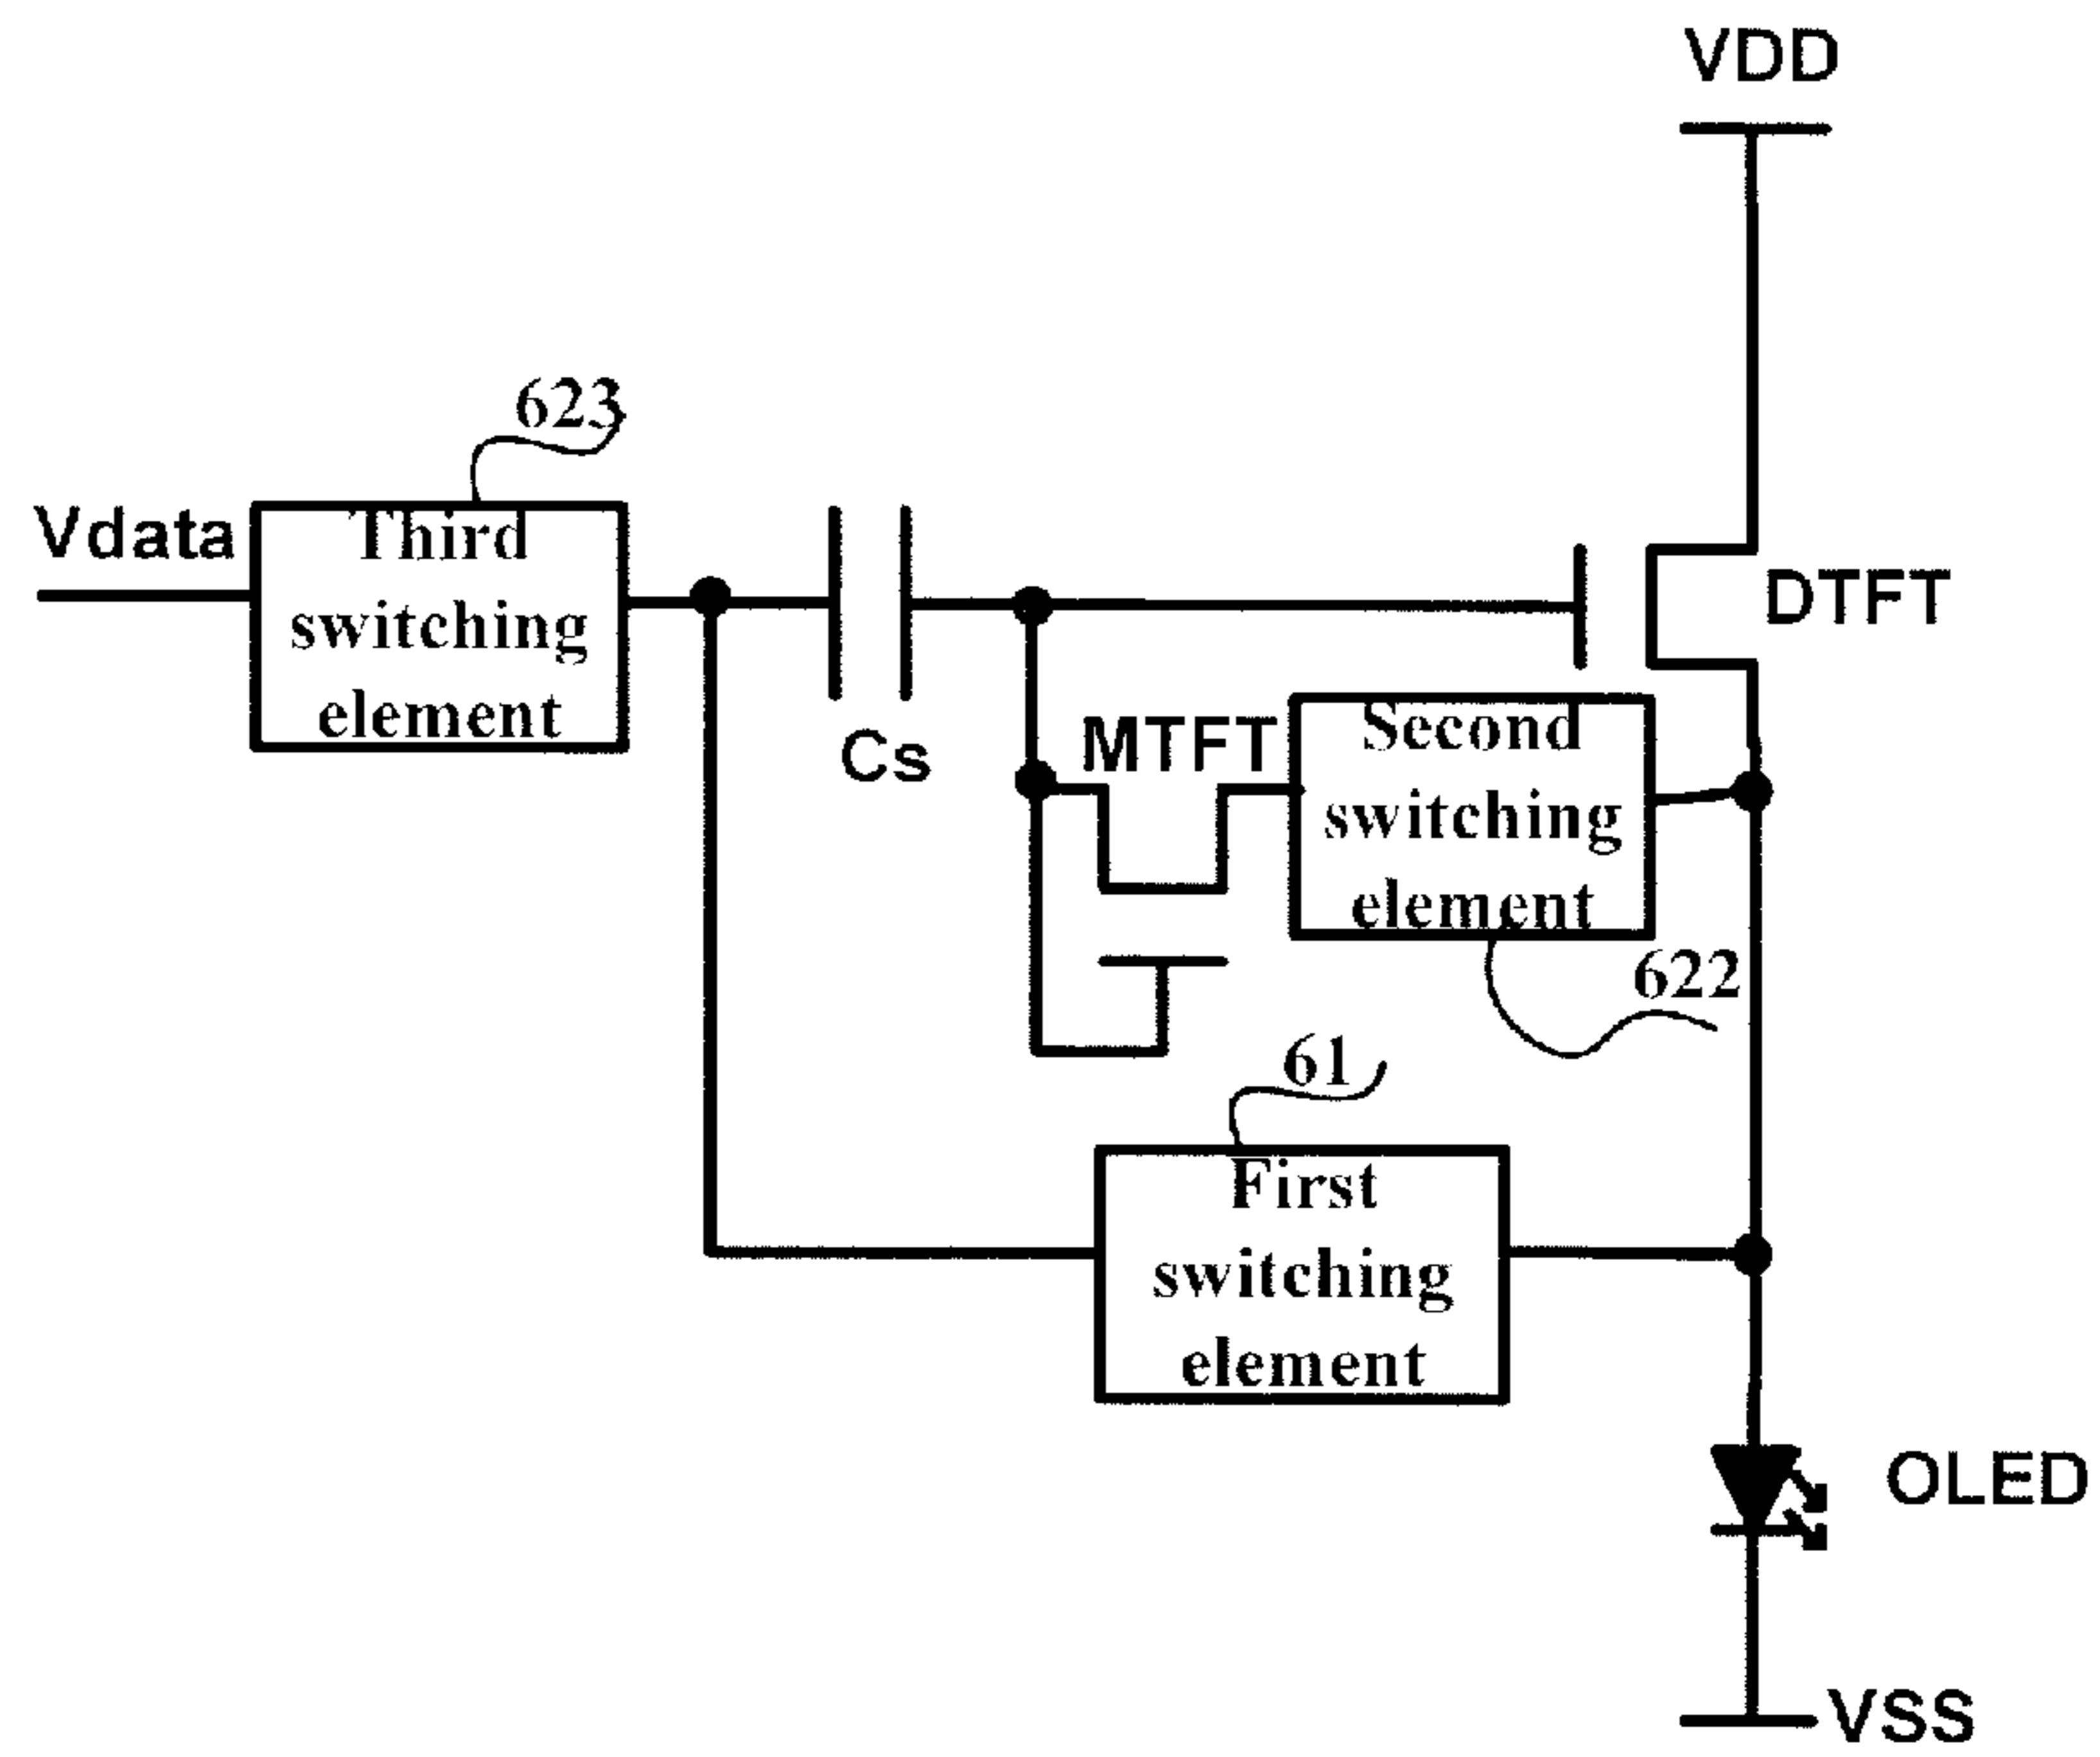 VDD
623
Vdata
Third
switching
element
DTFT
Cs
MTFT
Second
switching
element
622
61
First
switching
element
OLED
VSS